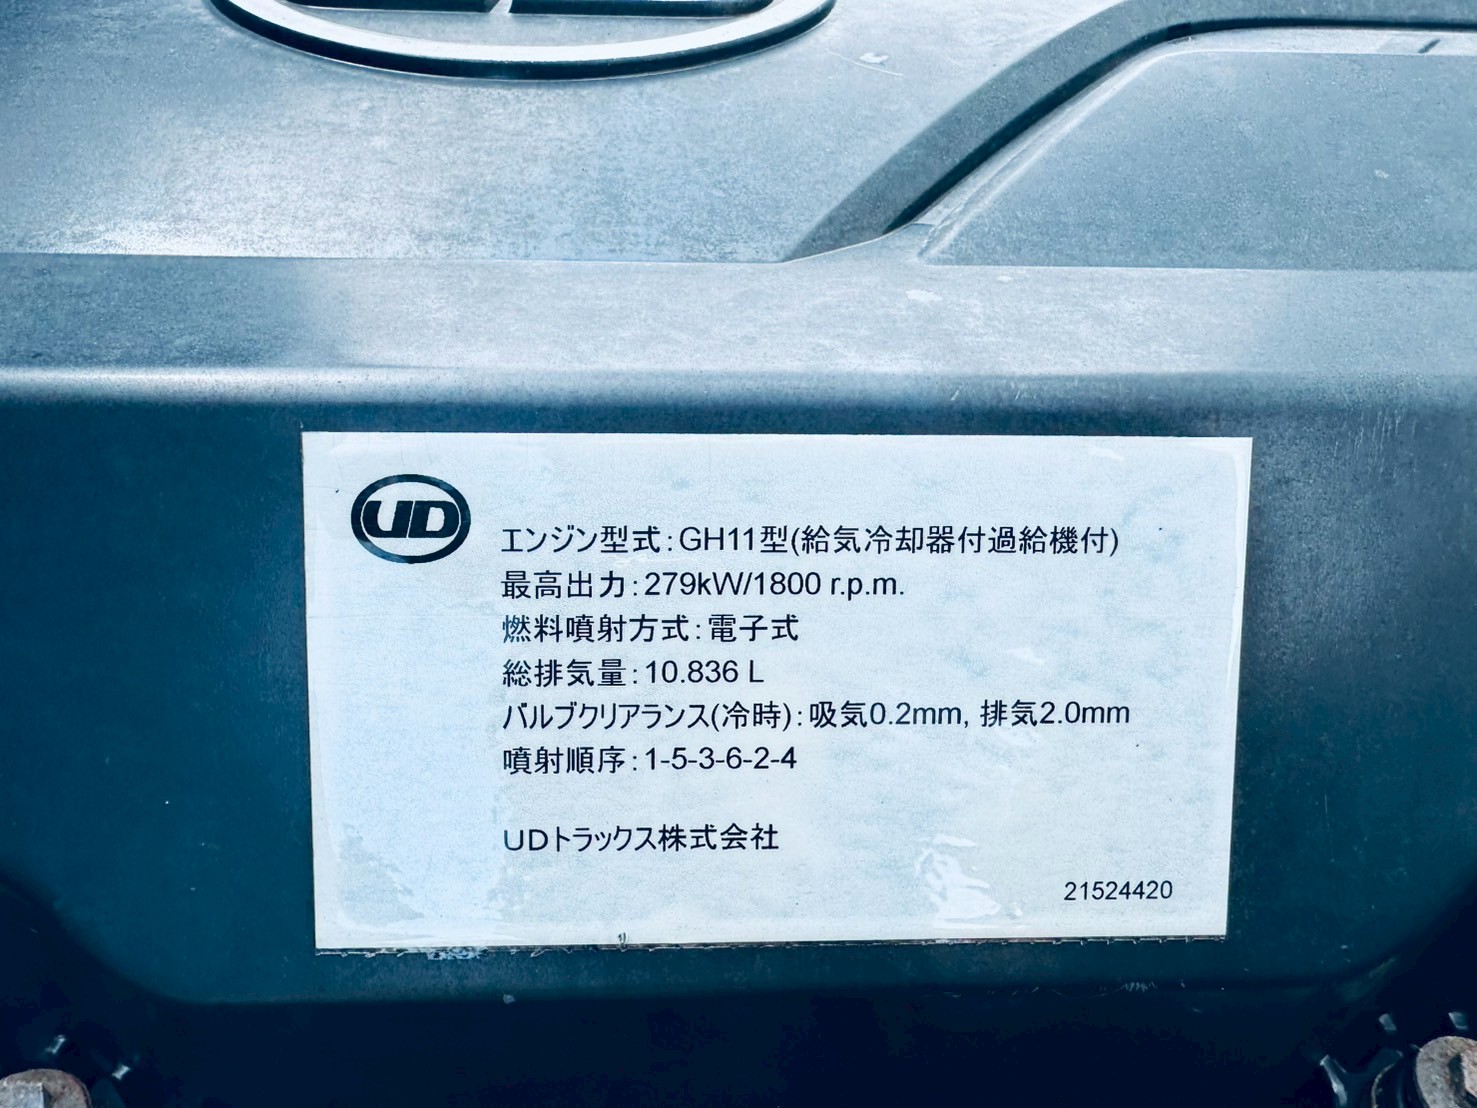 UD
エンジン型式：GH11型(給気冷却器付過給機付)
最高出力：279kW/1800 r.p.m.
燃料噴射方式：電子式
総排気量：10.836 L
バルブクリアランス(冷時)：吸気0.2mm, 排気2.0mm
噴射順序：1-5-3-6-2-4
UDトラックス株式会社
21524420